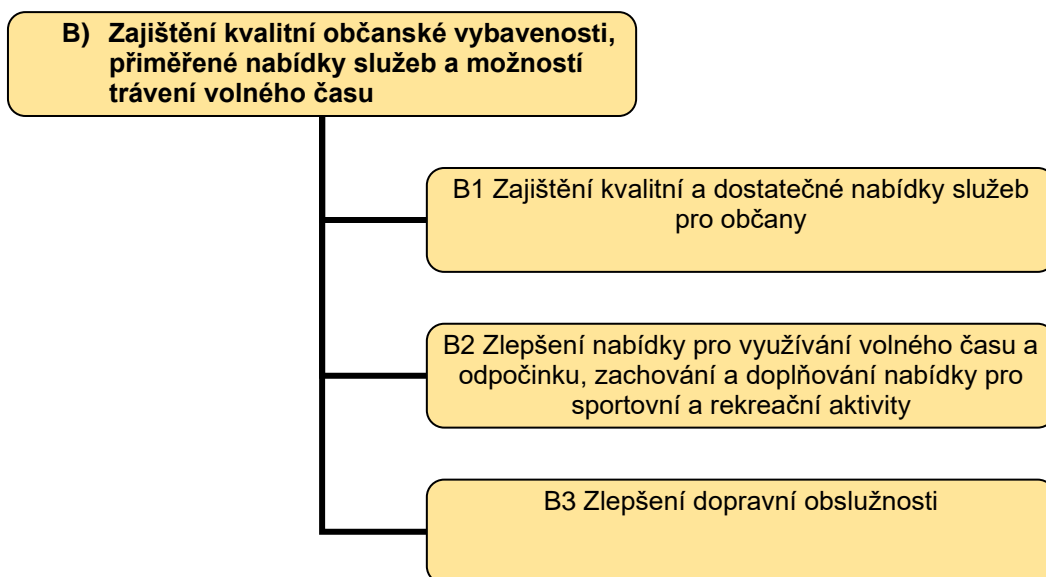 B) Zajištění kvalitní občanské vybavenosti,
přiměřené nabídky služeb a možností
trávení volného času
B1 Zajištění kvalitní a dostatečné nabídky služeb
pro občany
B2 Zlepšení nabídky pro využívání volného času a
odpočinku, zachování a doplňování nabídky pro
sportovní a rekreační aktivity
B3 Zlepšení dopravní obslužnosti